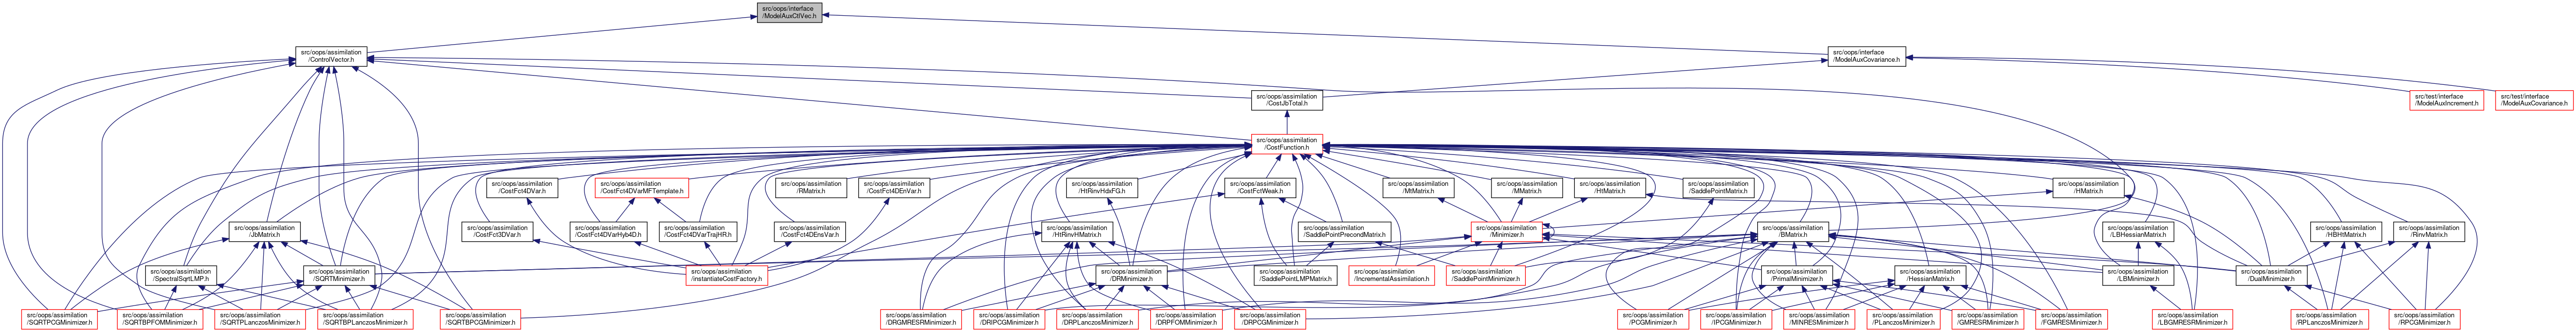 src/oops/interface
/ModelAuxCtlVec.h
src/oops/assimilation
/ControlVector.h
src/oops/interface
/ModelAuxCovariance.h
src/oops/assimilation
/CostJbTotal.h
src/test/interface
/ModelAuxIncrement.h
src/test/interface
/ModelAuxCovariance.h
src/oops/assimilation
/CostFunction.h
src/oops/assimilation
/CostFct4DVar.h
src/oops/assimilation
/CostFct4DVarMFTemplate.h
src/oops/assimilation
/RMatrix.h
src/oops/assimilation
/CostFct4DEnVar.h
src/oops/assimilation
/HtRinvHdxFG.h
src/oops/assimilation
/CostFctWeak.h
src/oops/assimilation
/MtMatrix.h
src/oops/assimilation
/MMatrix.h
src/oops/assimilation
/HtMatrix.h
src/oops/assimilation
/SaddlePointMatrix.h
src/oops/assimilation
/HMatrix.h
src/oops/assimilation
/JbMatrix.h
src/oops/assimilation
/CostFct3DVar.h
src/oops/assimilation
/CostFct4DVarHyb4D.h
src/oops/assimilation
/CostFct4DVarTrajHR.h
src/oops/assimilation
/CostFct4DEnsVar.h
src/oops/assimilation
/HtRinvHMatrix.h
src/oops/assimilation
/SaddlePointPrecondMatrix.h
src/oops/assimilation
/Minimizer.h
src/oops/assimilation
/BMatrix.h
src/oops/assimilation
/LBHessianMatrix.h
src/oops/assimilation
/HBHtMatrix.h
src/oops/assimilation
/RinvMatrix.h
src/oops/assimilation
/SpectralSqrtLMP.h
src/oops/assimilation
/SQRTMinimizer.h
src/oops/assimilation
/instantiateCostFactory.h
src/oops/assimilation
/DRMinimizer.h
src/oops/assimilation
/SaddlePointLMPMatrix.h
src/oops/assimilation
/IncrementalAssimilation.h
src/oops/assimilation
/SaddlePointMinimizer.h
src/oops/assimilation
/PrimalMinimizer.h
src/oops/assimilation
/HessianMatrix.h
src/oops/assimilation
/LBMinimizer.h
src/oops/assimilation
/DualMinimizer.h
src/oops/assimilation
/SQRTPCGMinimizer.h
src/oops/assimilation
/SQRTBPFOMMinimizer.h
src/oops/assimilation
/SQRTPLanczosMinimizer.h
src/oops/assimilation
/SQRTBPLanczosMinimizer.h
src/oops/assimilation
/SQRTBPCGMinimizer.h
src/oops/assimilation
/DRGMRESRMinimizer.h
src/oops/assimilation
/DRIPCGMinimizer.h
src/oops/assimilation
/DRPLanczosMinimizer.h
src/oops/assimilation
/DRPFOMMinimizer.h
src/oops/assimilation
/DRPCGMinimizer.h
src/oops/assimilation
/PCGMinimizer.h
src/oops/assimilation
/IPCGMinimizer.h
src/oops/assimilation
/MINRESMinimizer.h
src/oops/assimilation
/PLanczosMinimizer.h
src/oops/assimilation
/GMRESRMinimizer.h
src/oops/assimilation
/FGMRESMinimizer.h
src/oops/assimilation
/LBGMRESRMinimizer.h
src/oops/assimilation
/RPLanczosMinimizer.h
src/oops/assimilation
/RPCGMinimizer.h